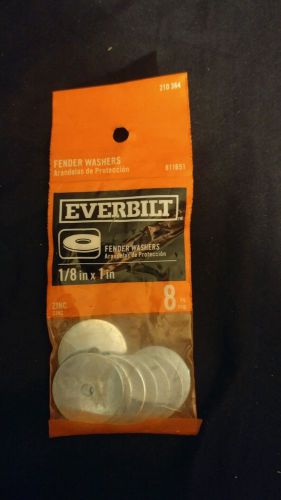 310 364
FENDER WASHERS
Arandelas de Protección
811651
EVERBILT
FENDER WASHERS
Arandelas de Protección
1/8 in x 1 in
ZINC
8